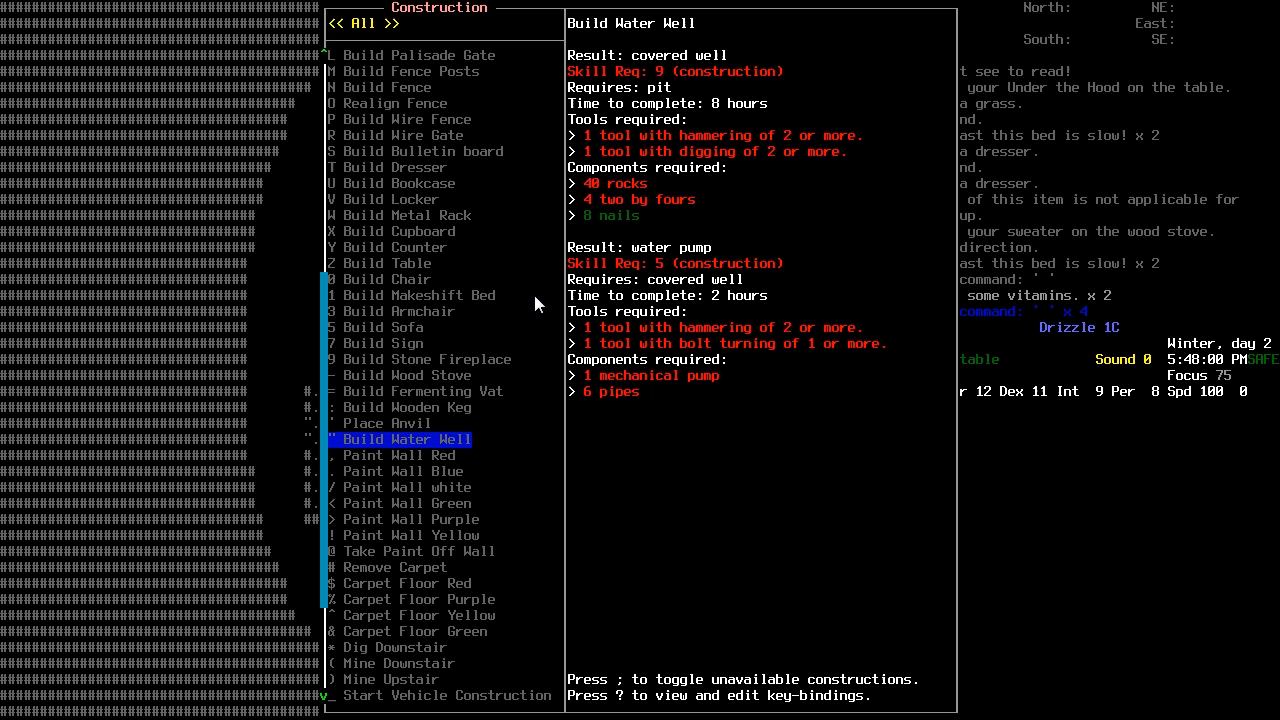 Construction
<< All >>
L Build Palisade Gate
M Build Fence Posts
N Build Fence
O Realign Fence
P Build Wire Fence
R Build Wire Gate
S Build Bulletin board
T Build Dresser
U Build Bookcase
V Build Locker
W Build Metal Rack
X Build Cupboard
Y Build Counter
Z Build Table
0 Build Chair
1 Build Makeshift Bed
3 Build Armchair
5 Build Sofa
7 Build Sign
9 Build Stone Fireplace
- Build Wood Stove
= Build Fermenting Vat
: Build Wooden Keg
' Place Anvil
" Build Water Well
, Paint Wall Red
. Paint Wall Blue
/ Paint Wall white
< Paint Wall Green
> Paint Wall Purple
! Paint Wall Yellow
@ Take Paint Off Wall
# Remove Carpet
$ Carpet Floor Red
% Carpet Floor Purple
^ Carpet Floor Yellow
& Carpet Floor Green
* Dig Downstair
( Mine Downstair
) Mine Upstair
_ Start Vehicle Construction
Build Water Well
Result: covered well
Skill Req: 9 (construction)
Requires: pit
Time to complete: 8 hours
Tools required:
> 1 tool with hammering of 2 or more.
> 1 tool with digging of 2 or more.
Components required:
> 40 rocks
> 4 two by fours
> 8 nails
Result: water pump
Skill Req: 5 (construction)
Requires: covered well
Time to complete: 2 hours
Tools required:
> 1 tool with hammering of 2 or more.
> 1 tool with bolt turning of 1 or more.
Components required:
> 1 mechanical pump
> 6 pipes
Press ; to toggle unavailable constructions.
Press ? to view and edit key-bindings.
North: NE:
East:
South: SE:
t see to read!
your Under the Hood on the table.
a grass.
nd.
ast this bed is slow! x 2
a dresser.
nd.
a dresser.
of this item is not applicable for
up.
your sweater on the wood stove.
direction.
ast this bed is slow! x 2
command: ` `
some vitamins. x 2
command: ` ` x 4
Drizzle 1C
Winter, day 2
table Sound 0 5:48:00 PMSAFE
Focus 75
r 12 Dex 11 Int 9 Per 8 Spd 100 0